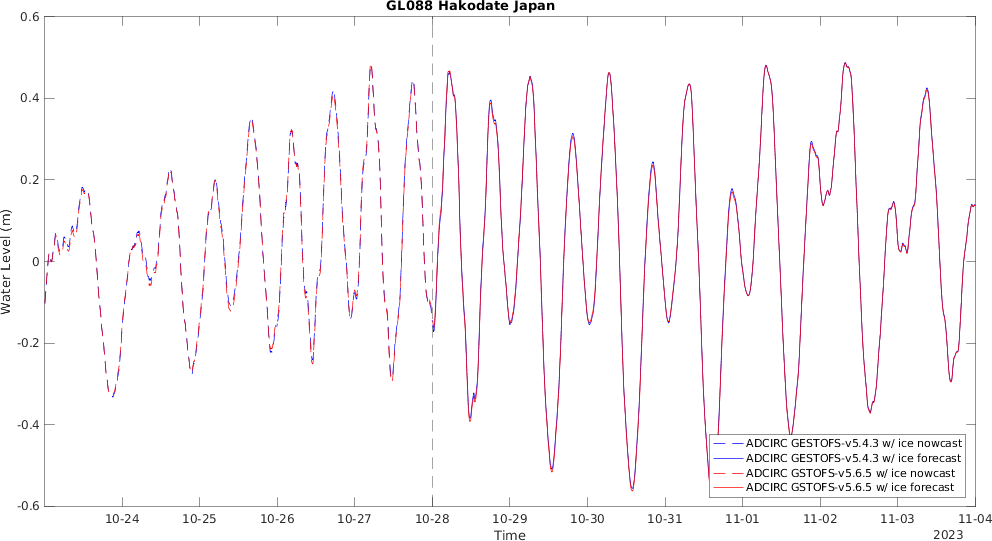 GL088 Hakodate Japan
0.6
0.4
0.2
0
-0.2
-0.4
-0.6
Water Level (m)
ADCIRC GESTOFS-v5.4.3 w/ ice nowcast
ADCIRC GESTOFS-v5.4.3 w/ ice forecast
ADCIRC GSTOFS-v5.6.5 w/ ice nowcast
ADCIRC GSTOFS-v5.6.5 w/ ice forecast
10-24 10-25 10-26 10-27 10-28 10-29 10-30 10-31 11-01 11-02 11-03 11-04
Time
2023